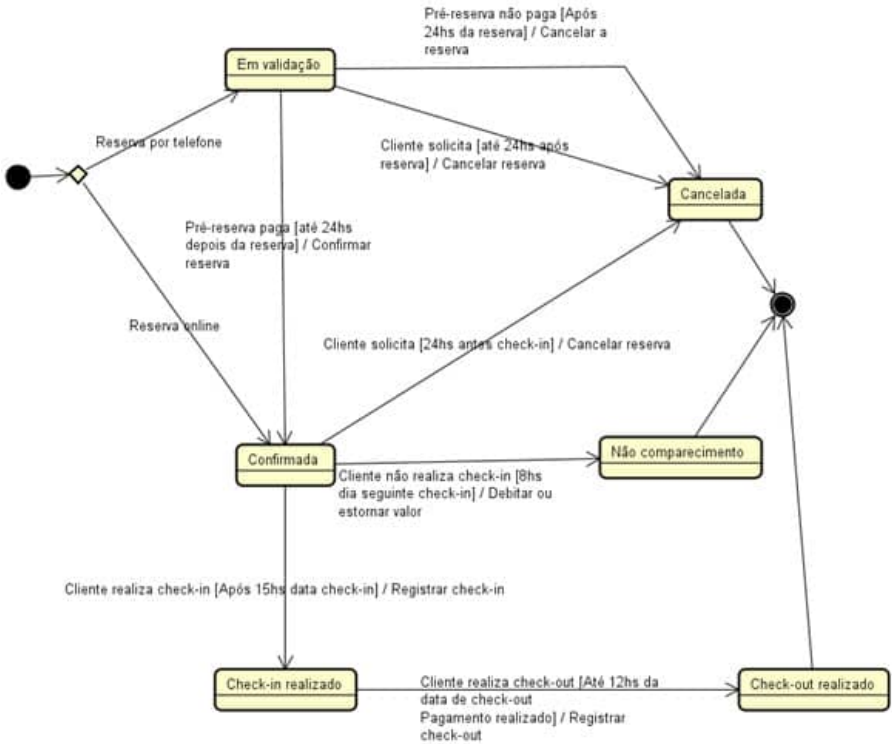 Pré-reserva não paga [Após
24hs da reserva] / Cancelar a
reserva
Em validação
Reserva por telefone
Cliente solicita [até 24hs após
reserva] / Cancelar reserva
Cancelada
Pré-reserva paga [até 24hs
depois da reserva] / Confirmar
reserva
Reserva online
Cliente solicita [24hs antes check-in] / Cancelar reserva
Confirmada
Não comparecimento
Cliente não realiza check-in [8hs
dia seguinte check-in] / Debitar ou
estornar valor
Cliente realiza check-in [Após 15hs data check-in] / Registrar check-in
Check-in realizado
Cliente realiza check-out [Até 12hs da
data de check-out
Pagamento realizado] / Registrar
check-out
Check-out realizado